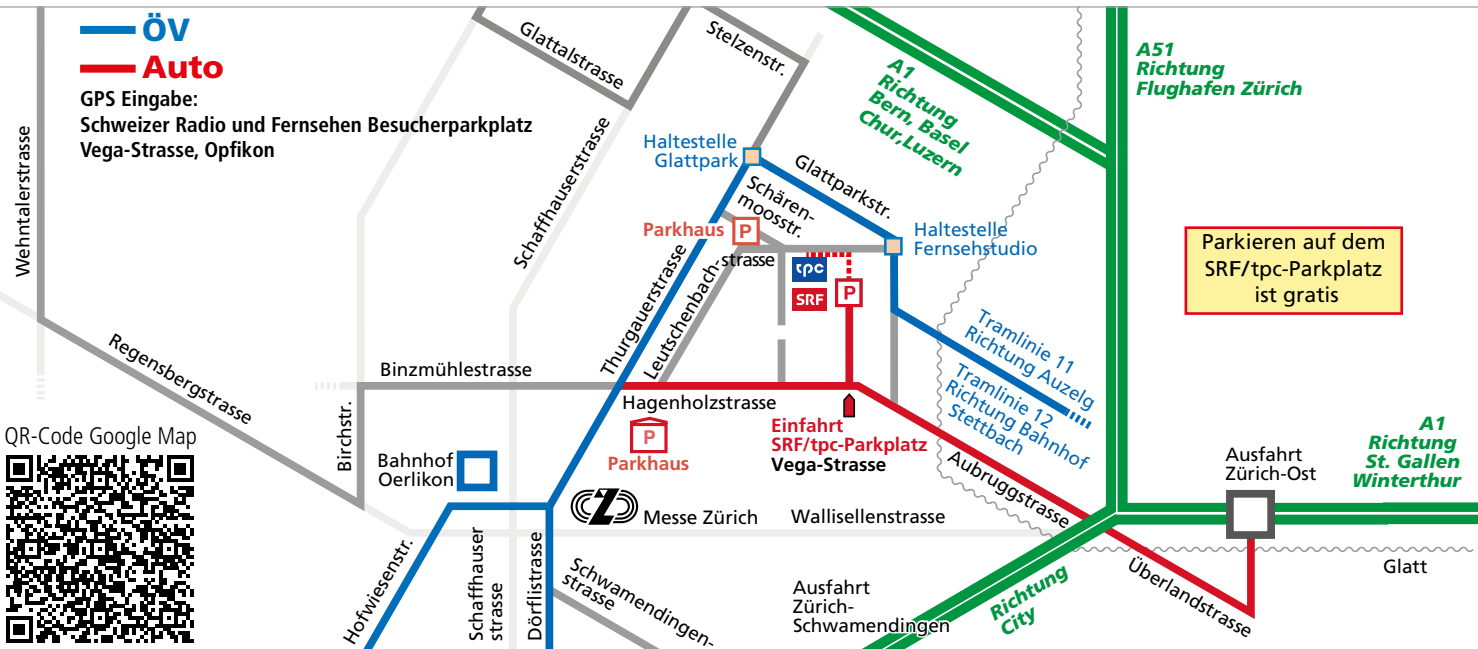 ÖV
Auto
GPS Eingabe:
Schweizer Radio und Fernsehen Besucherparkplatz
Vega-Strasse, Opfikon
Wehntalerstrasse
Glattalstrasse
Stelzenstr.
Schaffhauserstrasse
A1
Richtung
Bern, Basel
Chur,Luzern
A51
Richtung
Flughafen Zürich
Haltestelle
Glattpark
Glattparkstr.
Schären-
moosstr.
Parkhaus
P
Haltestelle
Fernsehstudio
Thurgauerstrasse
Leutschenbach-
strasse
tpc
SRF
P
Parkieren auf dem
SRF/tpc-Parkplatz
ist gratis
Tramlinie 11
Richtung Auzelg
Tramlinie 12
Richtung Bahnhof
Stettbach
Regensbergstrasse
Binzmühlestrasse
Hagenholzstrasse
Birchstr.
P
Parkhaus
Einfahrt
SRF/tpc-Parkplatz
Vega-Strasse
Aubruggstrasse
QR-Code Google Map
Bahnhof
Oerlikon
Z
Messe Zürich
Wallisellenstrasse
Ausfahrt
Zürich-Ost
A1
Richtung
St. Gallen
Winterthur
Hofwiesenstr.
Schaffhauser
strasse
Dörflistrasse
Schwamendingen-
strasse
Ausfahrt
Zürich-
Schwamendingen
Richtung
City
Überlandstrasse
Glatt